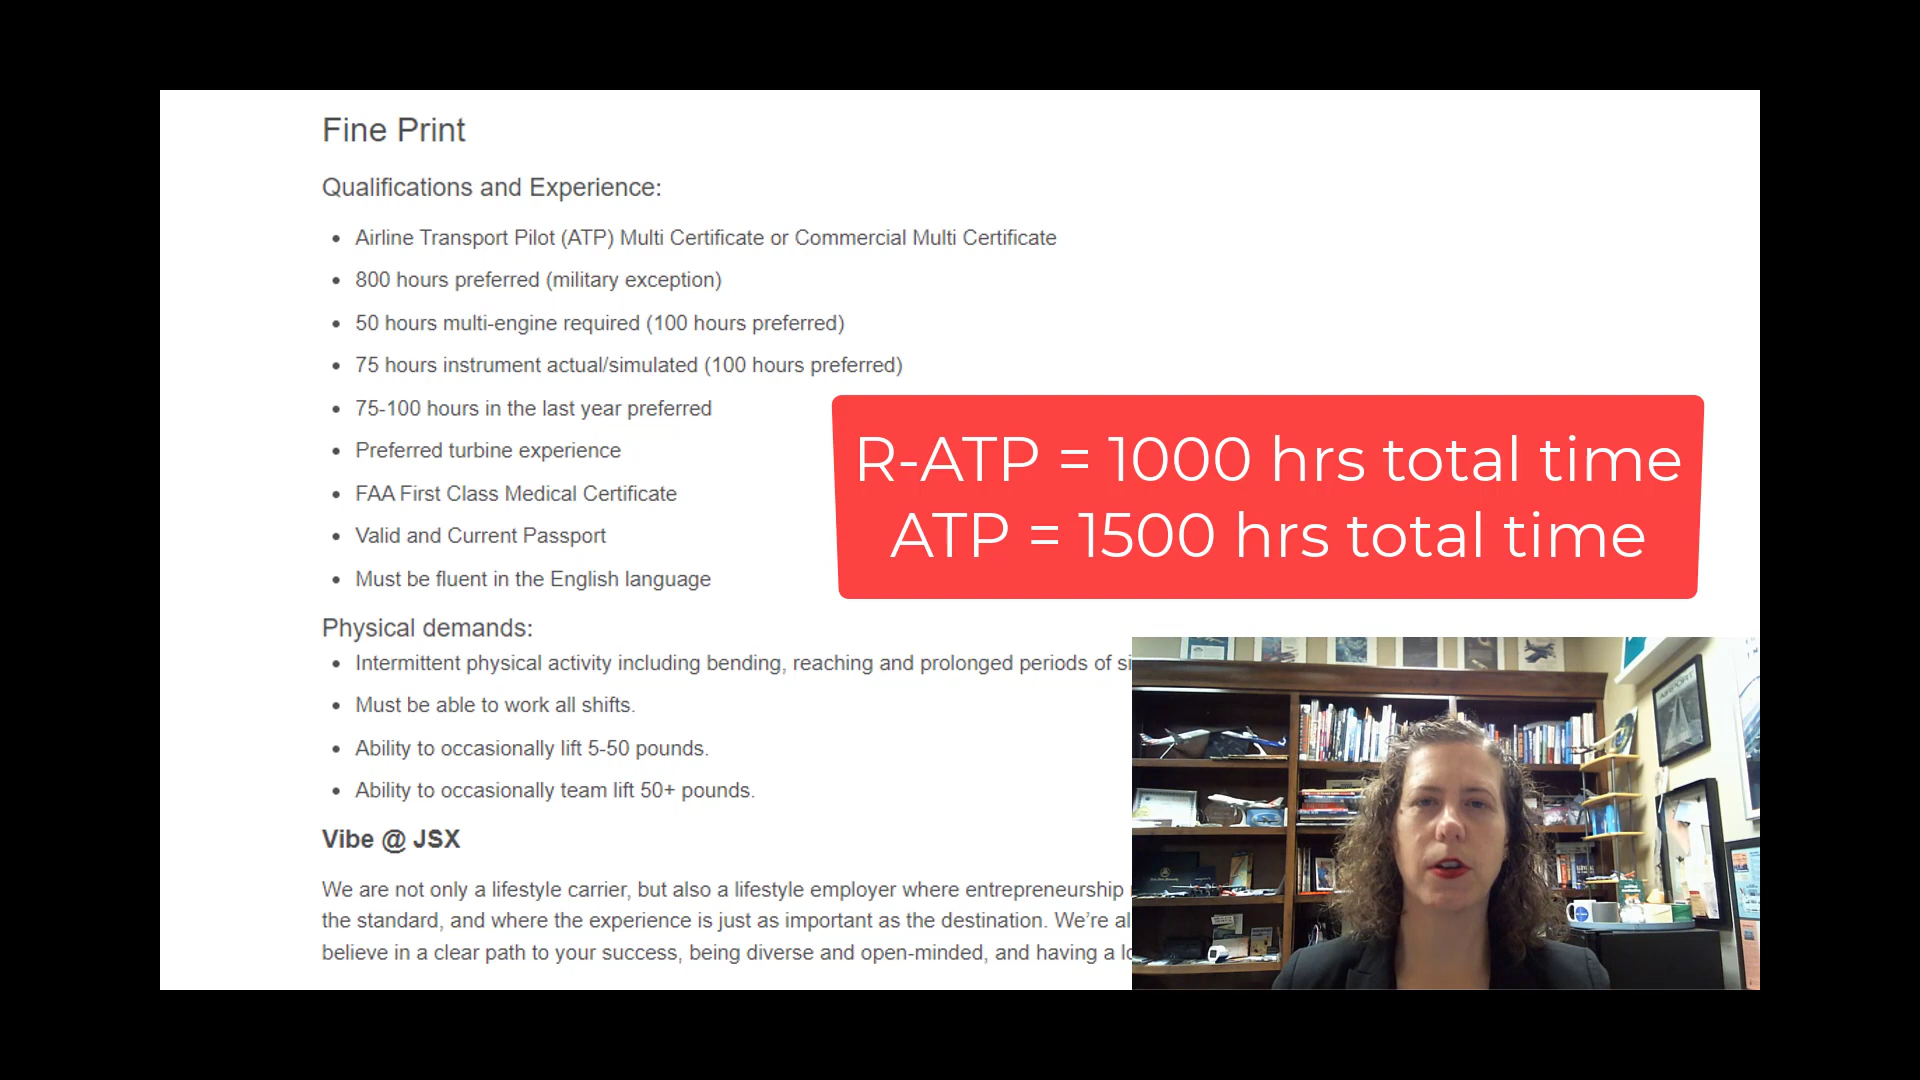 Fine Print
Qualifications and Experience:
• Airline Transport Pilot (ATP) Multi Certificate or Commercial Multi Certificate
• 800 hours preferred (military exception)
• 50 hours multi-engine required (100 hours preferred)
• 75 hours instrument actual/simulated (100 hours preferred)
• 75-100 hours in the last year preferred
• Preferred turbine experience
• FAA First Class Medical Certificate
• Valid and Current Passport
• Must be fluent in the English language
R-ATP = 1000 hrs total time
ATP = 1500 hrs total time
Physical demands:
• Intermittent physical activity including bending, reaching and prolonged periods of si
• Must be able to work all shifts.
• Ability to occasionally lift 5-50 pounds.
• Ability to occasionally team lift 50+ pounds.
Vibe @ JSX
We are not only a lifestyle carrier, but also a lifestyle employer where entrepreneurship
the standard, and where the experience is just as important as the destination. We're al
believe in a clear path to your success, being diverse and open-minded, and having a lo